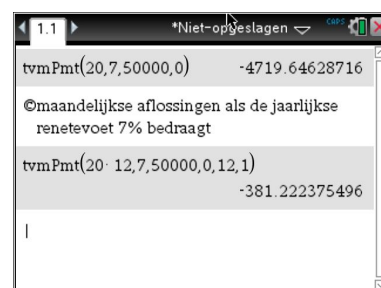 1.1
*Niet-opgeslagen
CAPS
tvmPmt(20,7,50000,0) -4719.64628716
©maandelijkse aflossingen als de jaarlijkse
renetevoet 7% bedraagt
tvmPmt(20·12,7,50000,0,12,1)
-381.222375496